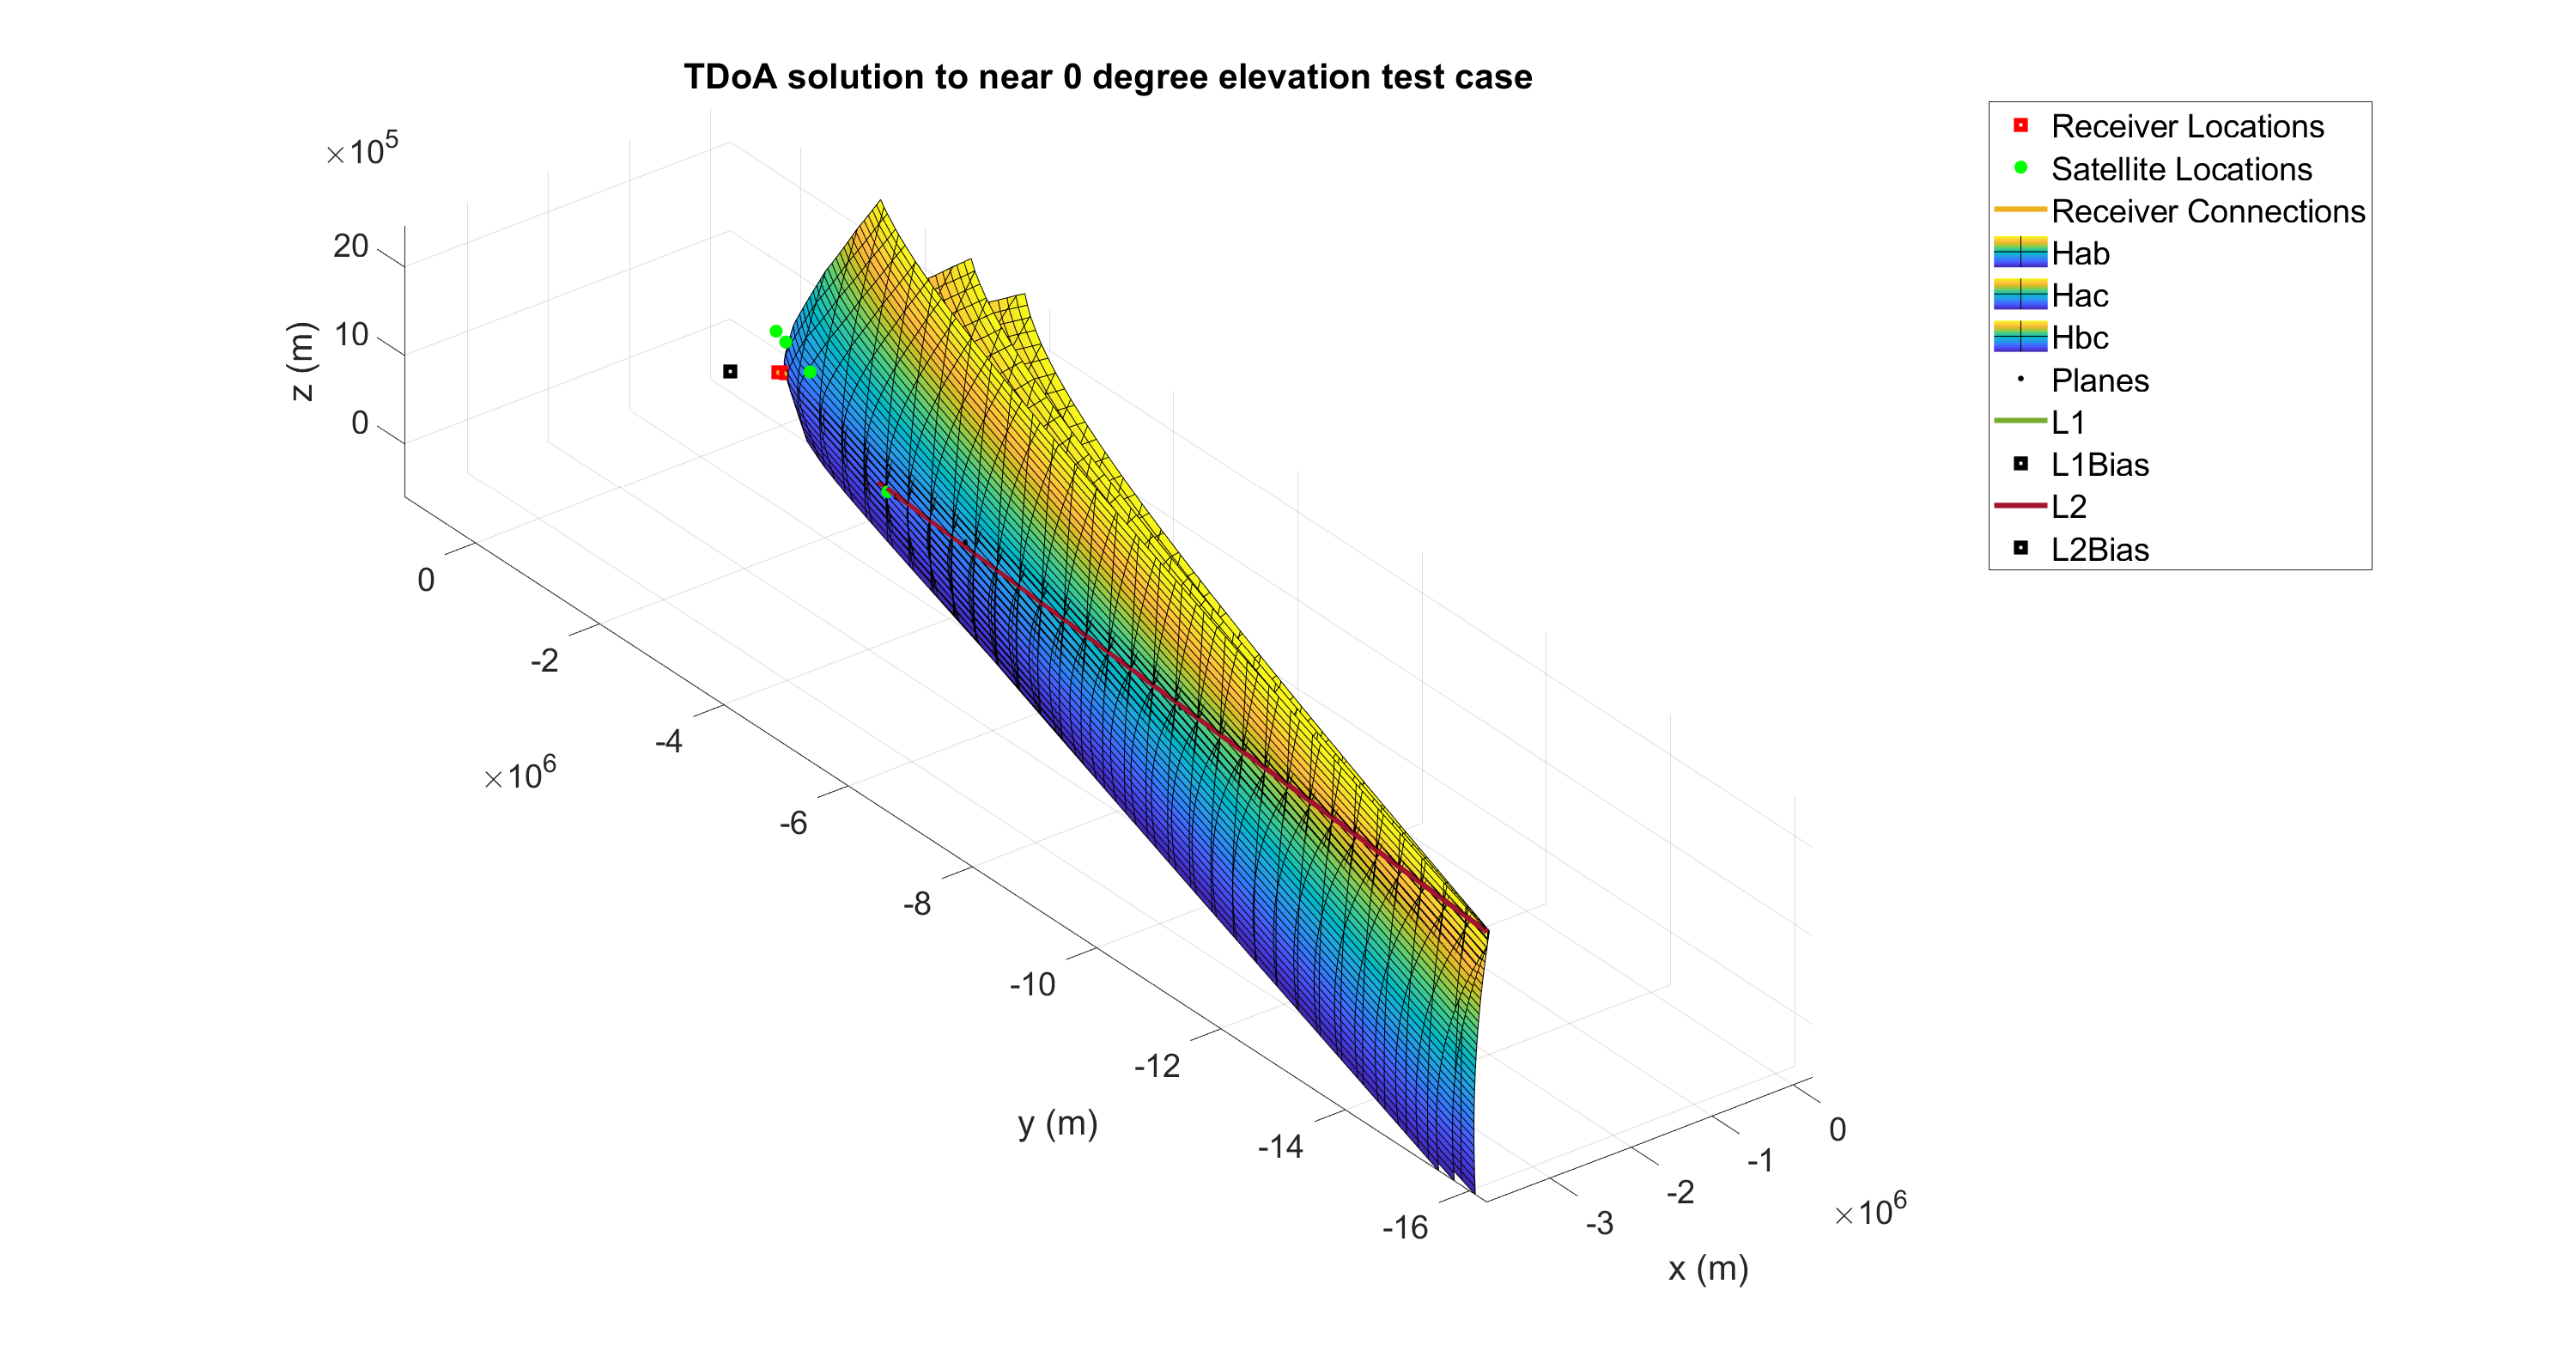 TDoA solution to near 0 degree elevation test case
×10^5
20
10
0
z (m)
0
-2
-4
-6
-8
-10
-12
-14
-16
×10^6
y (m)
0
-1
-2
-3
×10^6
x (m)
Receiver Locations
Satellite Locations
Receiver Connections
Hab
Hac
Hbc
Planes
L1
L1Bias
L2
L2Bias